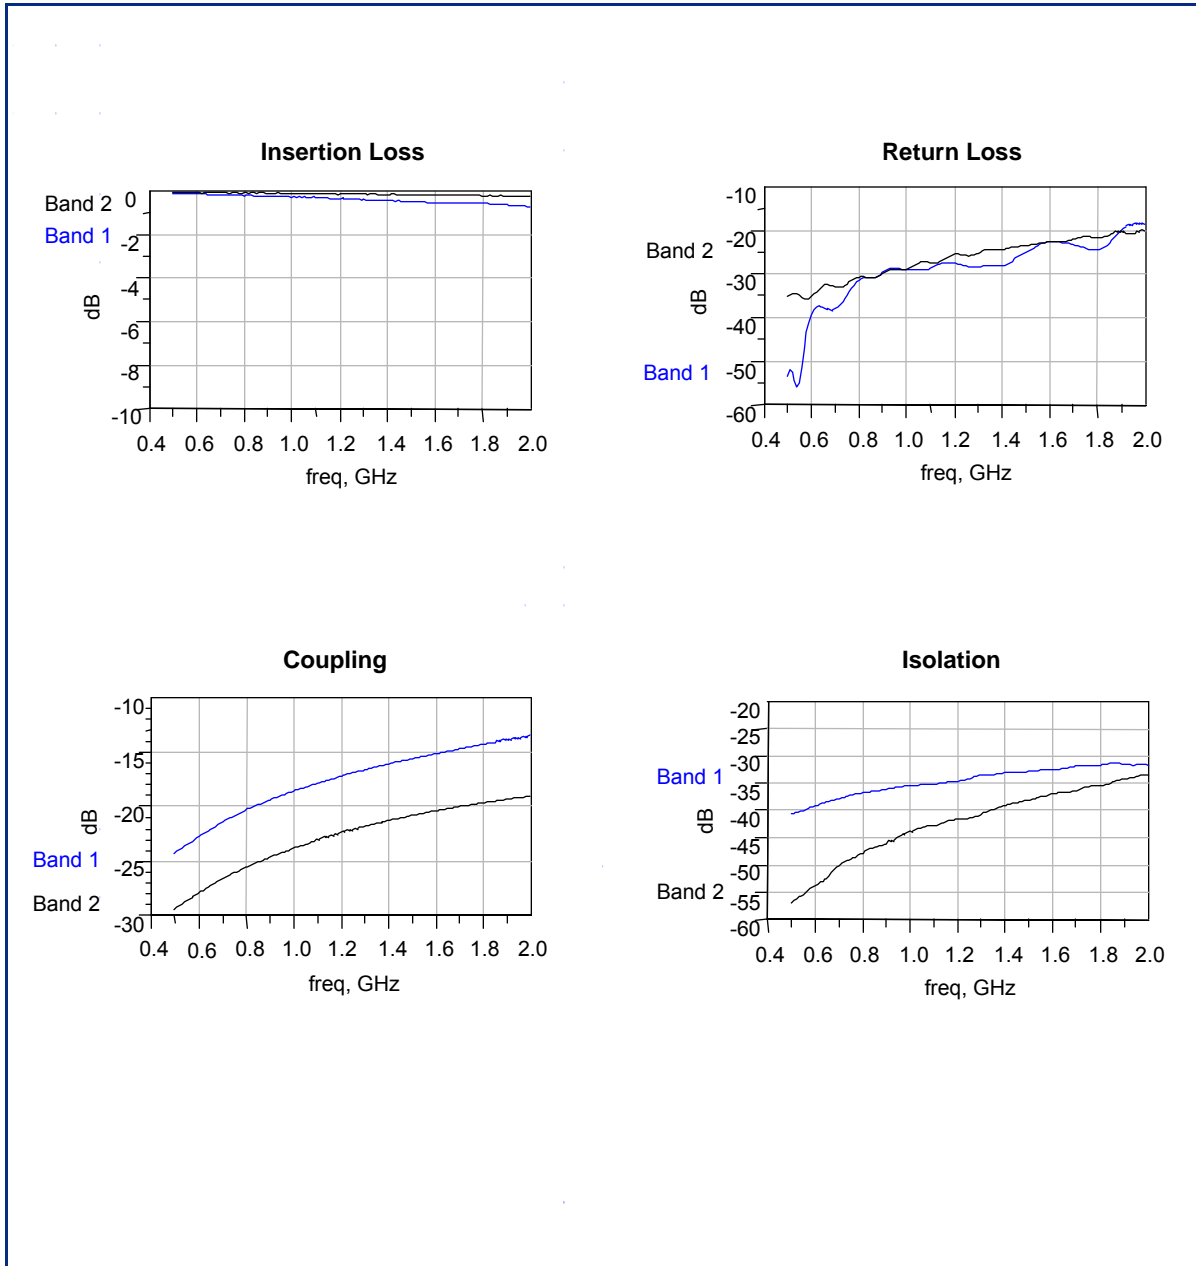 Insertion Loss
Band 2
Band 1
dB
0
-2
-4
-6
-8
-10
0.4 0.6 0.8 1.0 1.2 1.4 1.6 1.8 2.0
freq, GHz
Return Loss
Band 2
Band 1
dB
-10
-20
-30
-40
-50
-60
0.4 0.6 0.8 1.0 1.2 1.4 1.6 1.8 2.0
freq, GHz
Coupling
dB
Band 1
Band 2
-10
-15
-20
-25
-30
0.4 0.6 0.8 1.0 1.2 1.4 1.6 1.8 2.0
freq, GHz
Isolation
Band 1
dB
Band 2
-20
-25
-30
-35
-40
-45
-50
-55
-60
0.4 0.6 0.8 1.0 1.2 1.4 1.6 1.8 2.0
freq, GHz